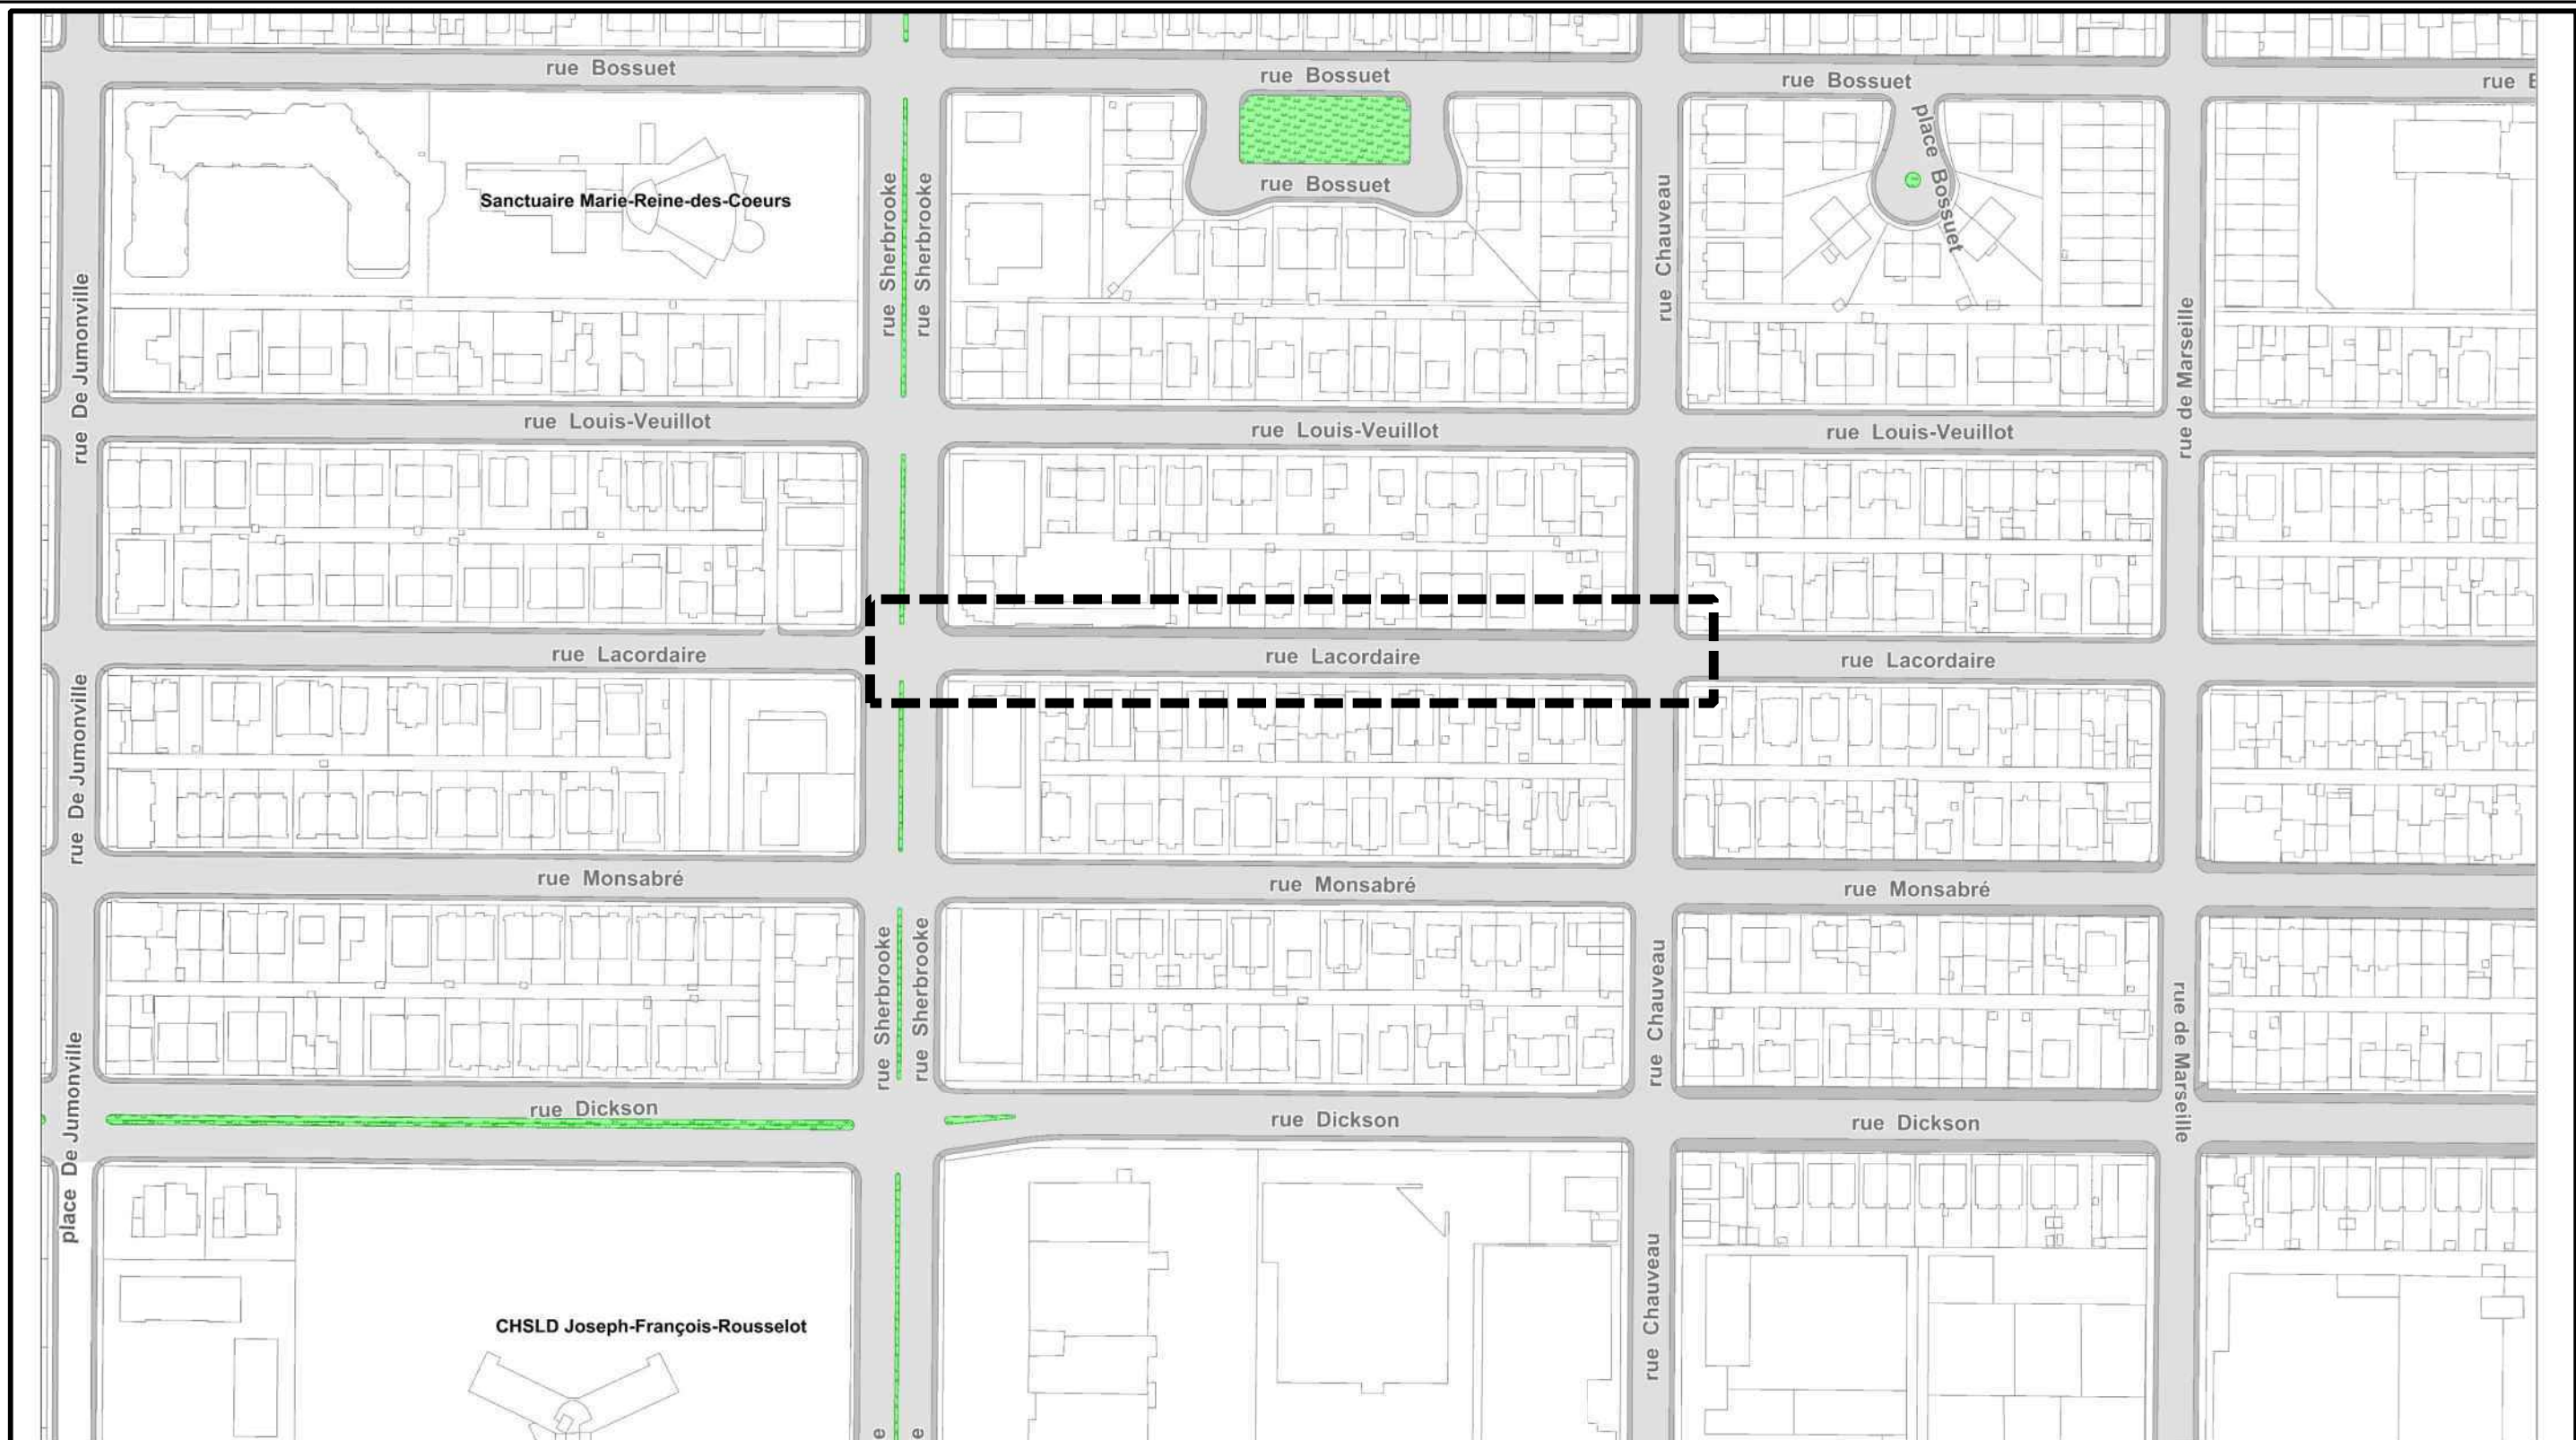 rue Bossuet
rue Bossuet
rue Bossuet
rue
place Bossuet
Sanctuaire Marie-Reine-des-Coeurs
rue Bossuet
rue Sherbrooke
rue Sherbrooke
rue Chauveau
rue De Jumonville
rue de Marseille
rue Louis-Veuillot
rue Louis-Veuillot
rue Louis-Veuillot
rue Lacordaire
rue Lacordaire
rue Lacordaire
rue De Jumonville
rue Monsabré
rue Monsabré
rue Monsabré
rue Sherbrooke
rue Sherbrooke
rue Chauveau
rue de Marseille
place De Jumonville
rue Dickson
rue Dickson
rue Dickson
rue Chauveau
CHSLD Joseph-François-Rousselot